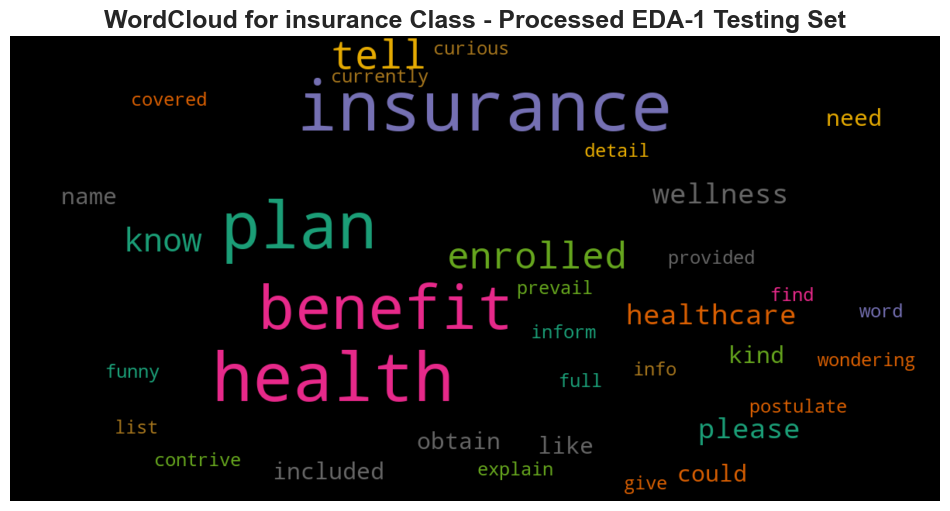 WordCloud for insurance Class - Processed EDA-1 Testing Set
tell
curious
currently
insurance
covered
need
detail
name
wellness
plan
know
enrolled
provided
prevail
find
benefit
healthcare
word
inform
kind
wondering
health
info
funny
full
postulate
list
please
obtain
like
contrive
included
explain
could
give